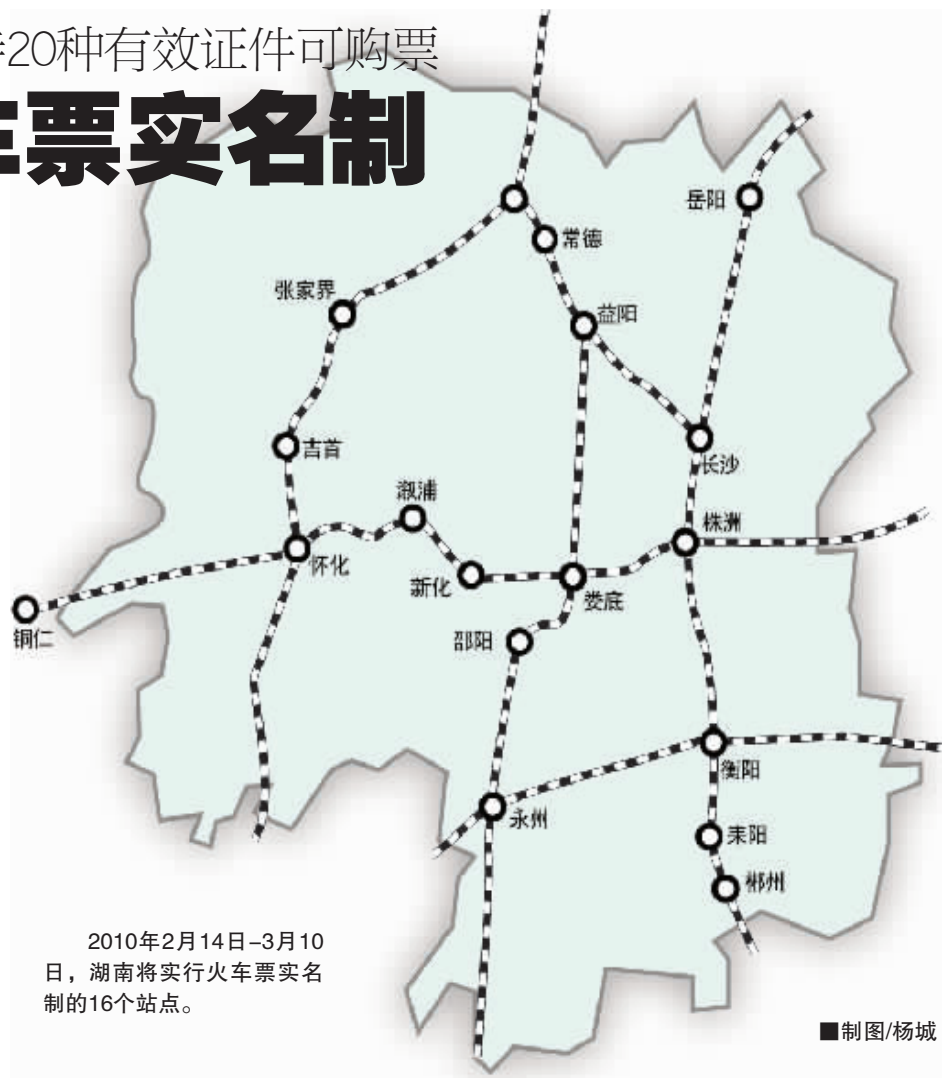 20种有效证件可购票
票实名制
岳阳
常德
张家界
益阳
吉首
长沙
溆浦
株洲
怀化
新化
娄底
铜仁
邵阳
衡阳
永州
耒阳
郴州
2010年2月14日-3月10
日，湖南将实行火车票实名
制的16个站点。
■制图/杨城